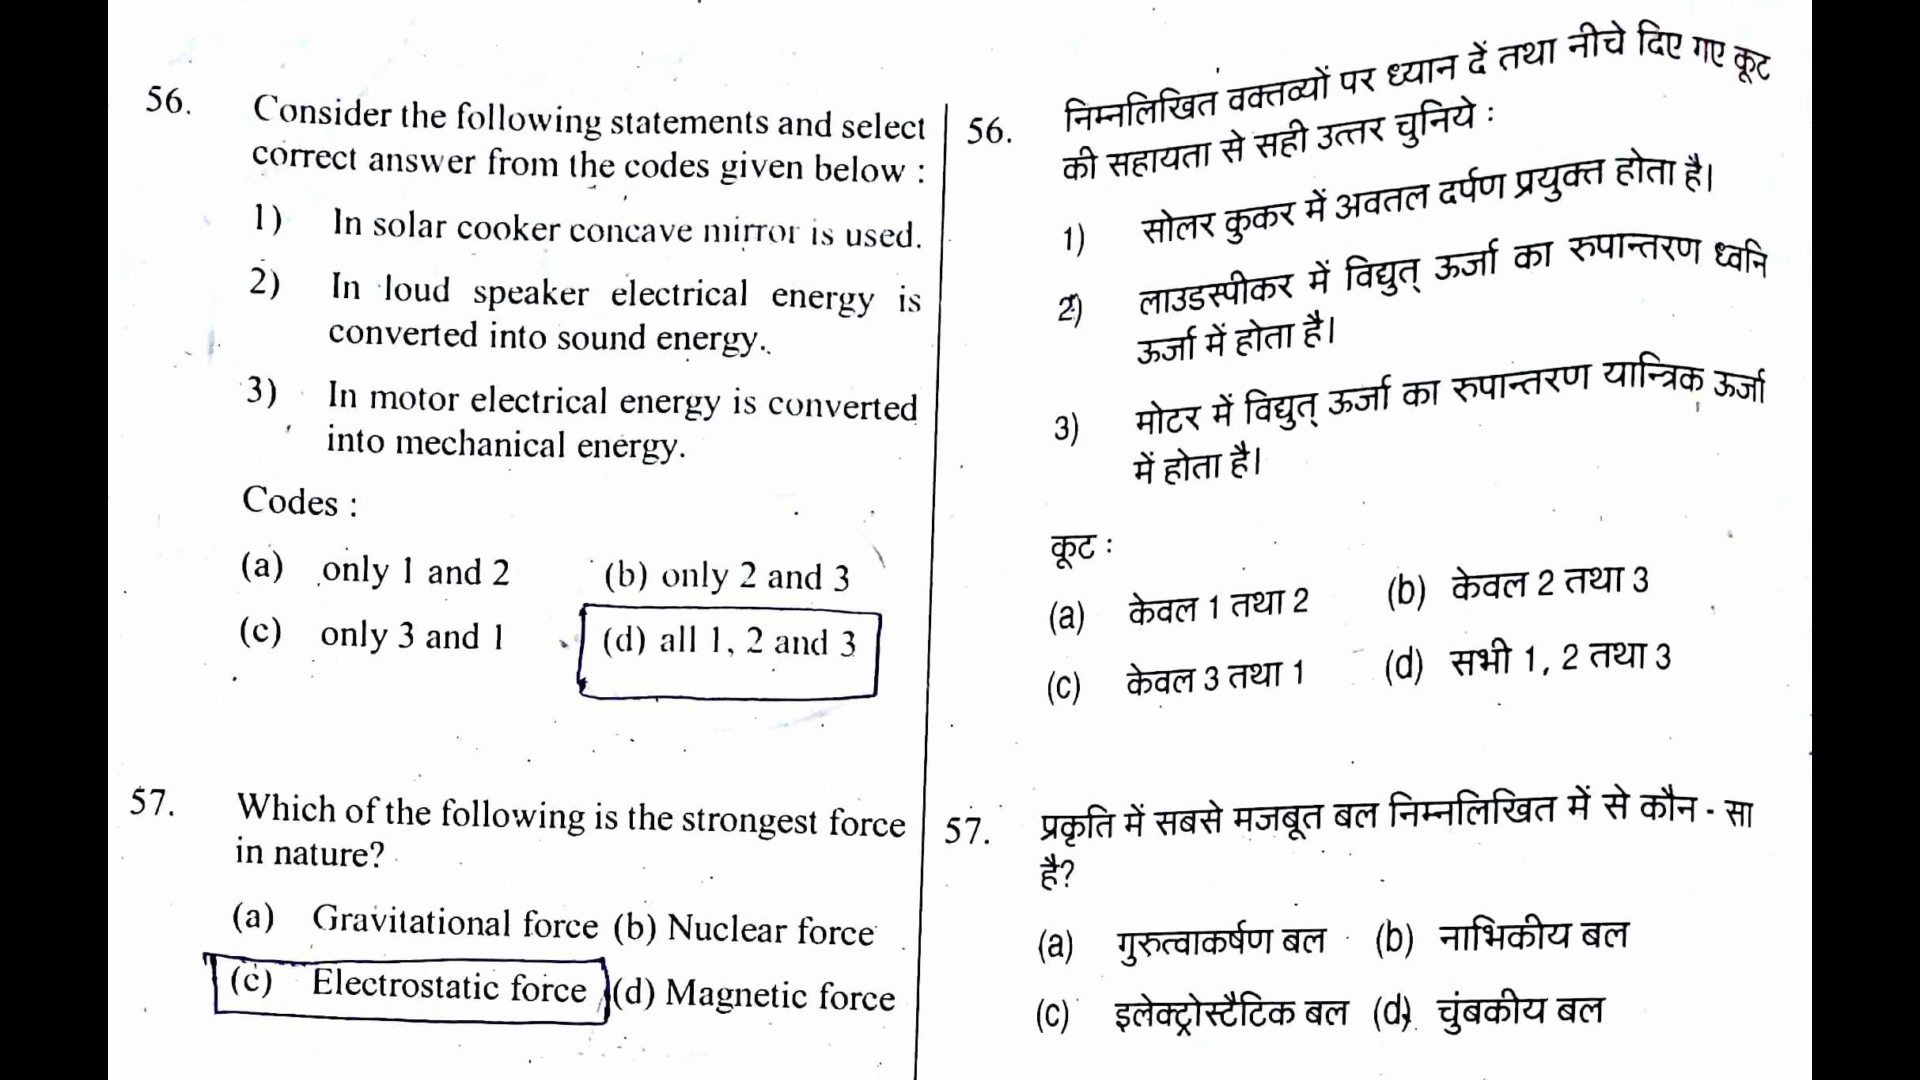 56.
Consider the following statements and select
correct answer from the codes given below :
1) In solar cooker concave mirror is used.
2) In loud speaker electrical energy is
converted into sound energy.
3) In motor electrical energy is converted
into mechanical energy.
Codes :
(a) only 1 and 2 (b) only 2 and 3
(c) only 3 and 1 (d) all 1, 2 and 3
57. Which of the following is the strongest force
in nature?
(a) Gravitational force (b) Nuclear force
(c) Electrostatic force (d) Magnetic force
56. निम्नलिखित वक्तव्यों पर ध्यान दें तथा नीचे दिए गए कूट
की सहायता से सही उत्तर चुनिये :
1) सोलर कुकर में अवतल दर्पण प्रयुक्त होता है।
2) लाउडस्पीकर में विद्युत् ऊर्जा का रुपान्तरण ध्वनि
ऊर्जा में होता है।
3) मोटर में विद्युत् ऊर्जा का रुपान्तरण यान्त्रिक ऊर्जा
में होता है।
कूट :
(a) केवल 1 तथा 2 (b) केवल 2 तथा 3
(c) केवल 3 तथा 1 (d) सभी 1, 2 तथा 3
57. प्रकृति में सबसे मजबूत बल निम्नलिखित में से कौन - सा
है?
(a) गुरुत्वाकर्षण बल (b) नाभिकीय बल
(c) इलेक्ट्रोस्टैटिक बल (d) चुंबकीय बल